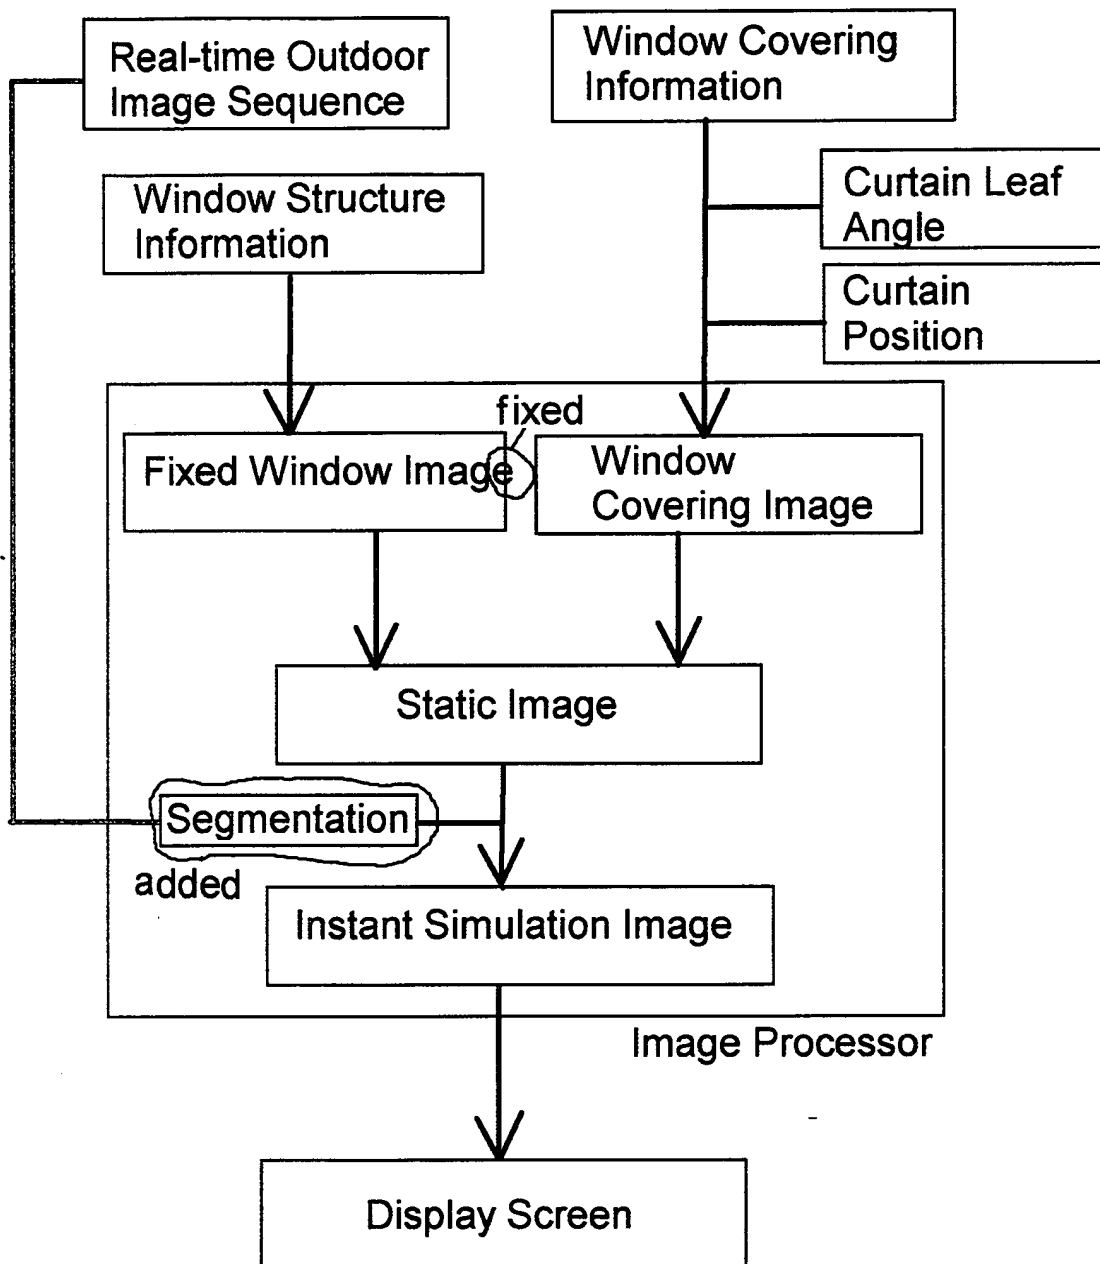 Real-time Outdoor
Image Sequence
Window Covering
Information
Window Structure
Information
Curtain Leaf
Angle
Curtain
Position
fixed
Fixed Window Image
Window
Covering Image
Static Image
Segmentation
added
Instant Simulation Image
Image Processor
Display Screen